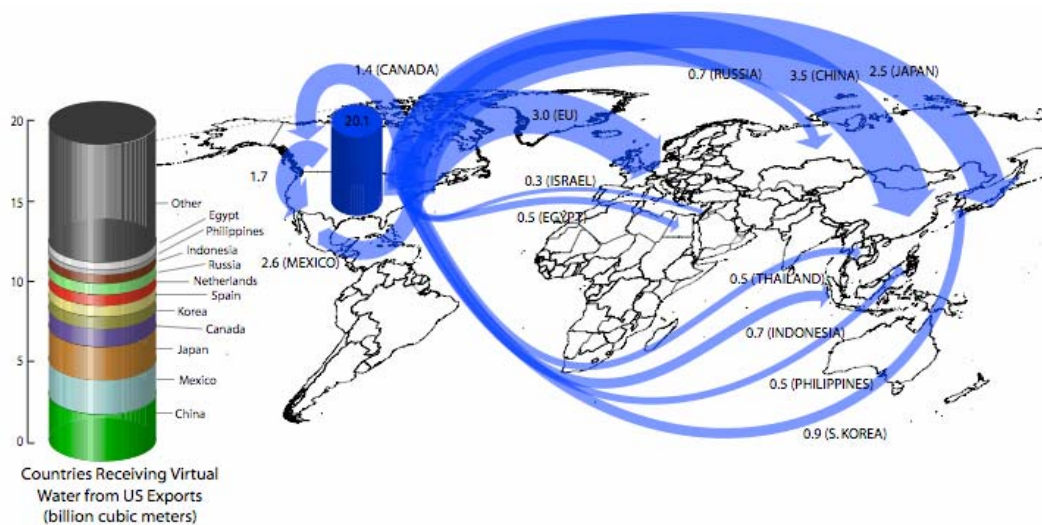 20
15
10
5
0
Other
Egypt
Philippines
Indonesia
Russia
Netherlands
Spain
Korea
Canada
Japan
Mexico
China
Countries Receiving Virtual
Water from US Exports
(billion cubic meters)
1.4 (CANADA)
20.1
1.7
2.6 (MEXICO)
3.0 (EU)
0.3 (ISRAEL)
0.5 (EGYPT)
0.7 (RUSSIA)
3.5 (CHINA)
2.5 (JAPAN)
0.5 (THAILAND)
0.7 (INDONESIA)
0.5 (PHILIPPINES)
0.9 (S. KOREA)